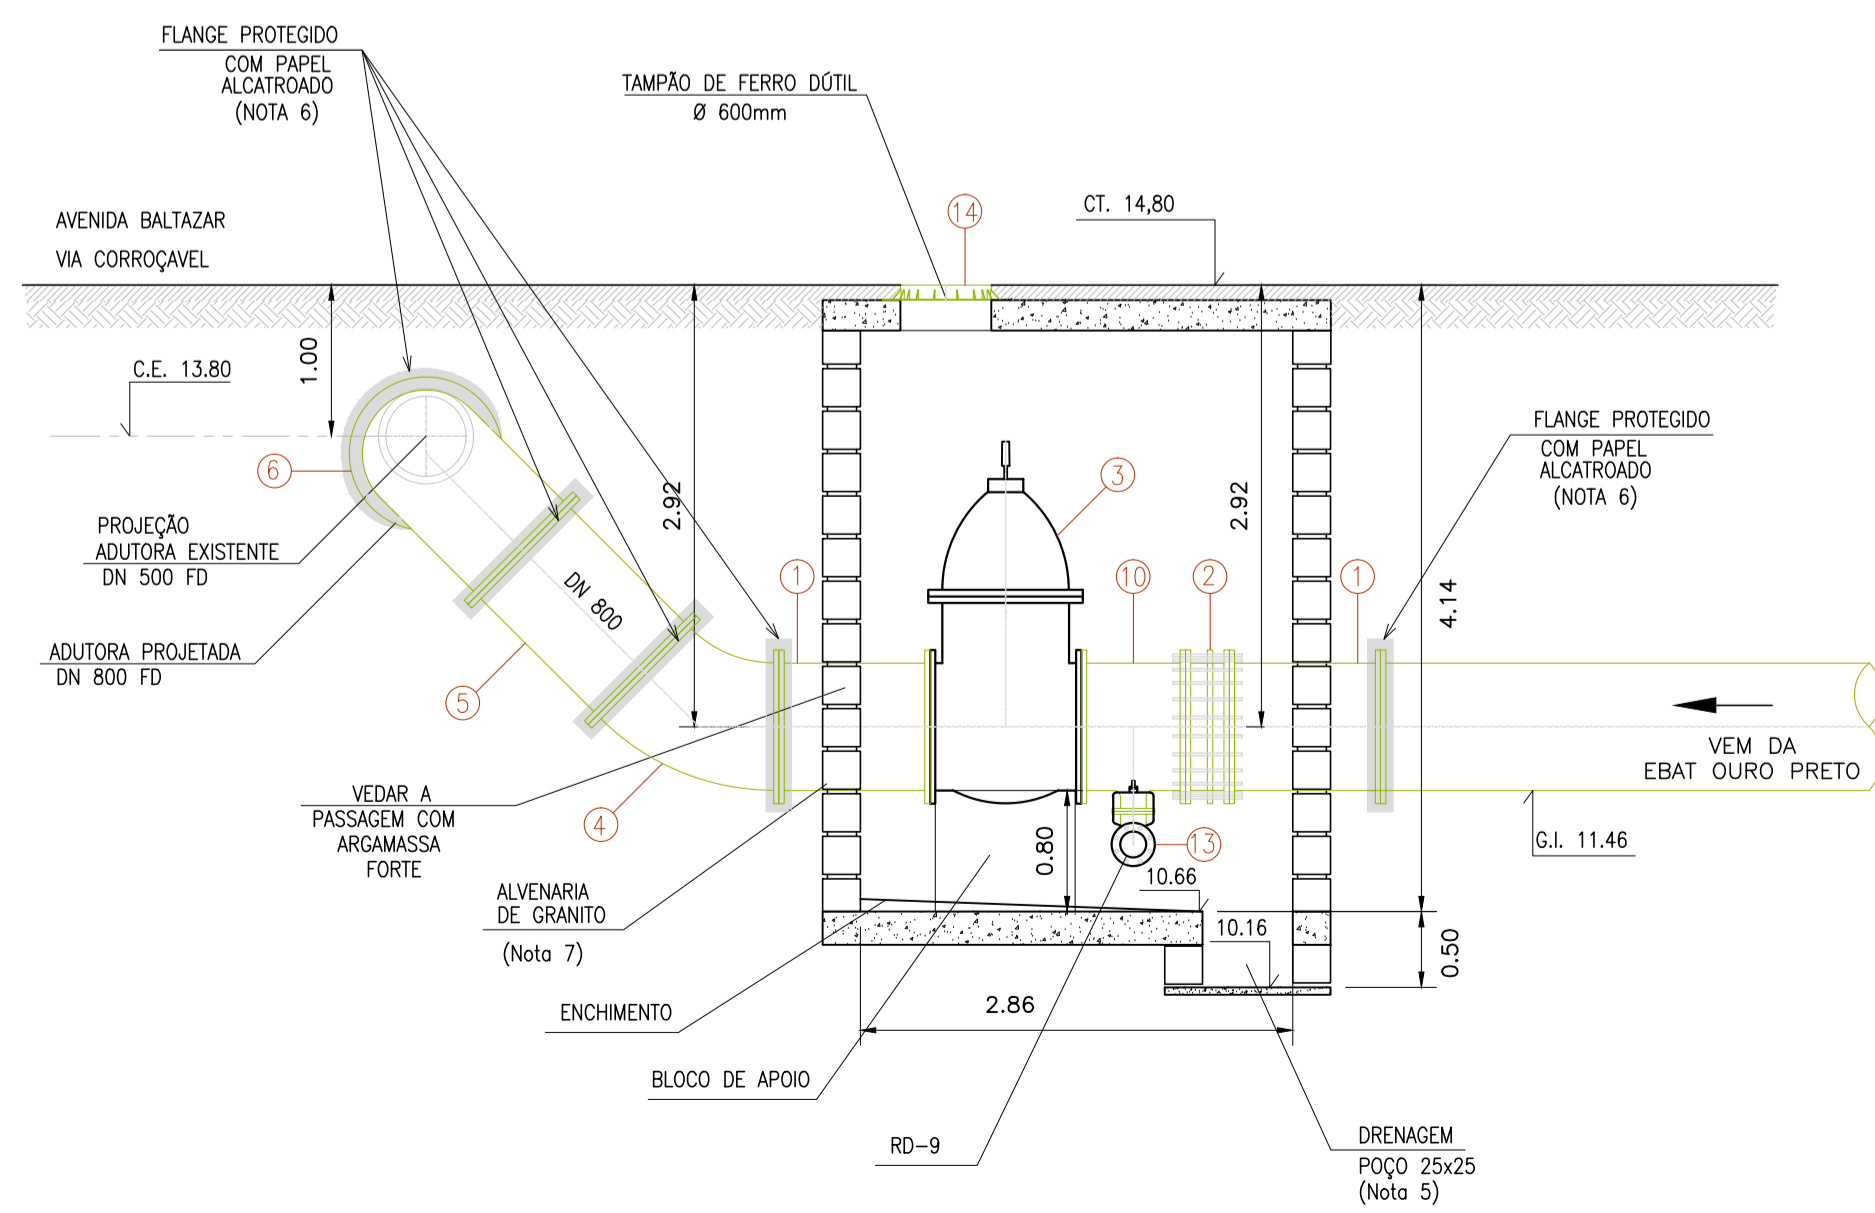 FLANGE PROTEGIDO
COM PAPEL
ALCATROADO
(NOTA 6)
TAMPÃO DE FERRO DÚTIL
Ø 600mm
AVENIDA BALTAZAR
VIA CORROÇAVEL
14
CT. 14,80
C.E. 13.80
1.00
6
PROJEÇÃO
ADUTORA EXISTENTE
DN 500 FD
ADUTORA PROJETADA
DN 800 FD
DN 800
2.92
3
2.92
FLANGE PROTEGIDO
COM PAPEL
ALCATROADO
(NOTA 6)
1
10
2
1
4.14
5
4
VEM DA
EBAT OURO PRETO
VEDAR A
PASSAGEM COM
ARGAMASSA
FORTE
G.I. 11.46
0.80
13
10.66
ALVENARIA
DE GRANITO
(Nota 7)
10.16
0.50
ENCHIMENTO
2.86
BLOCO DE APOIO
RD-9
DRENAGEM
POÇO 25x25
(Nota 5)